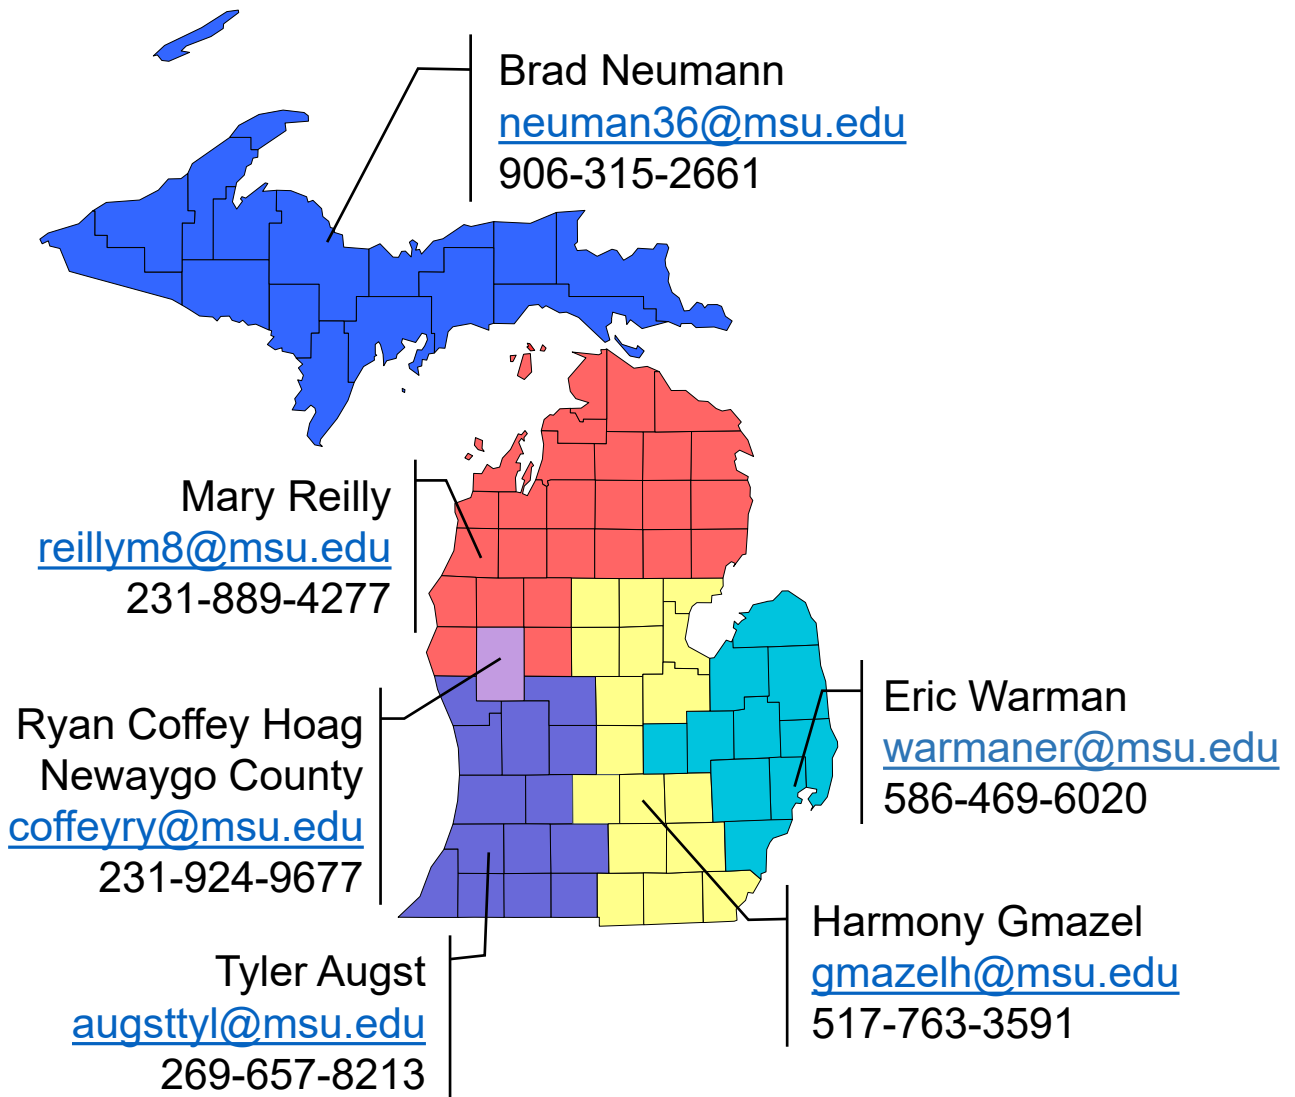 Brad Neumann
neuman36@msu.edu
906-315-2661
Mary Reilly
reillym8@msu.edu
231-889-4277
Ryan Coffey Hoag
Newaygo County
coffeyry@msu.edu
231-924-9677
Eric Warman
warmaner@msu.edu
586-469-6020
Tyler Augst
augsttyl@msu.edu
269-657-8213
Harmony Gmazel
gmazelh@msu.edu
517-763-3591